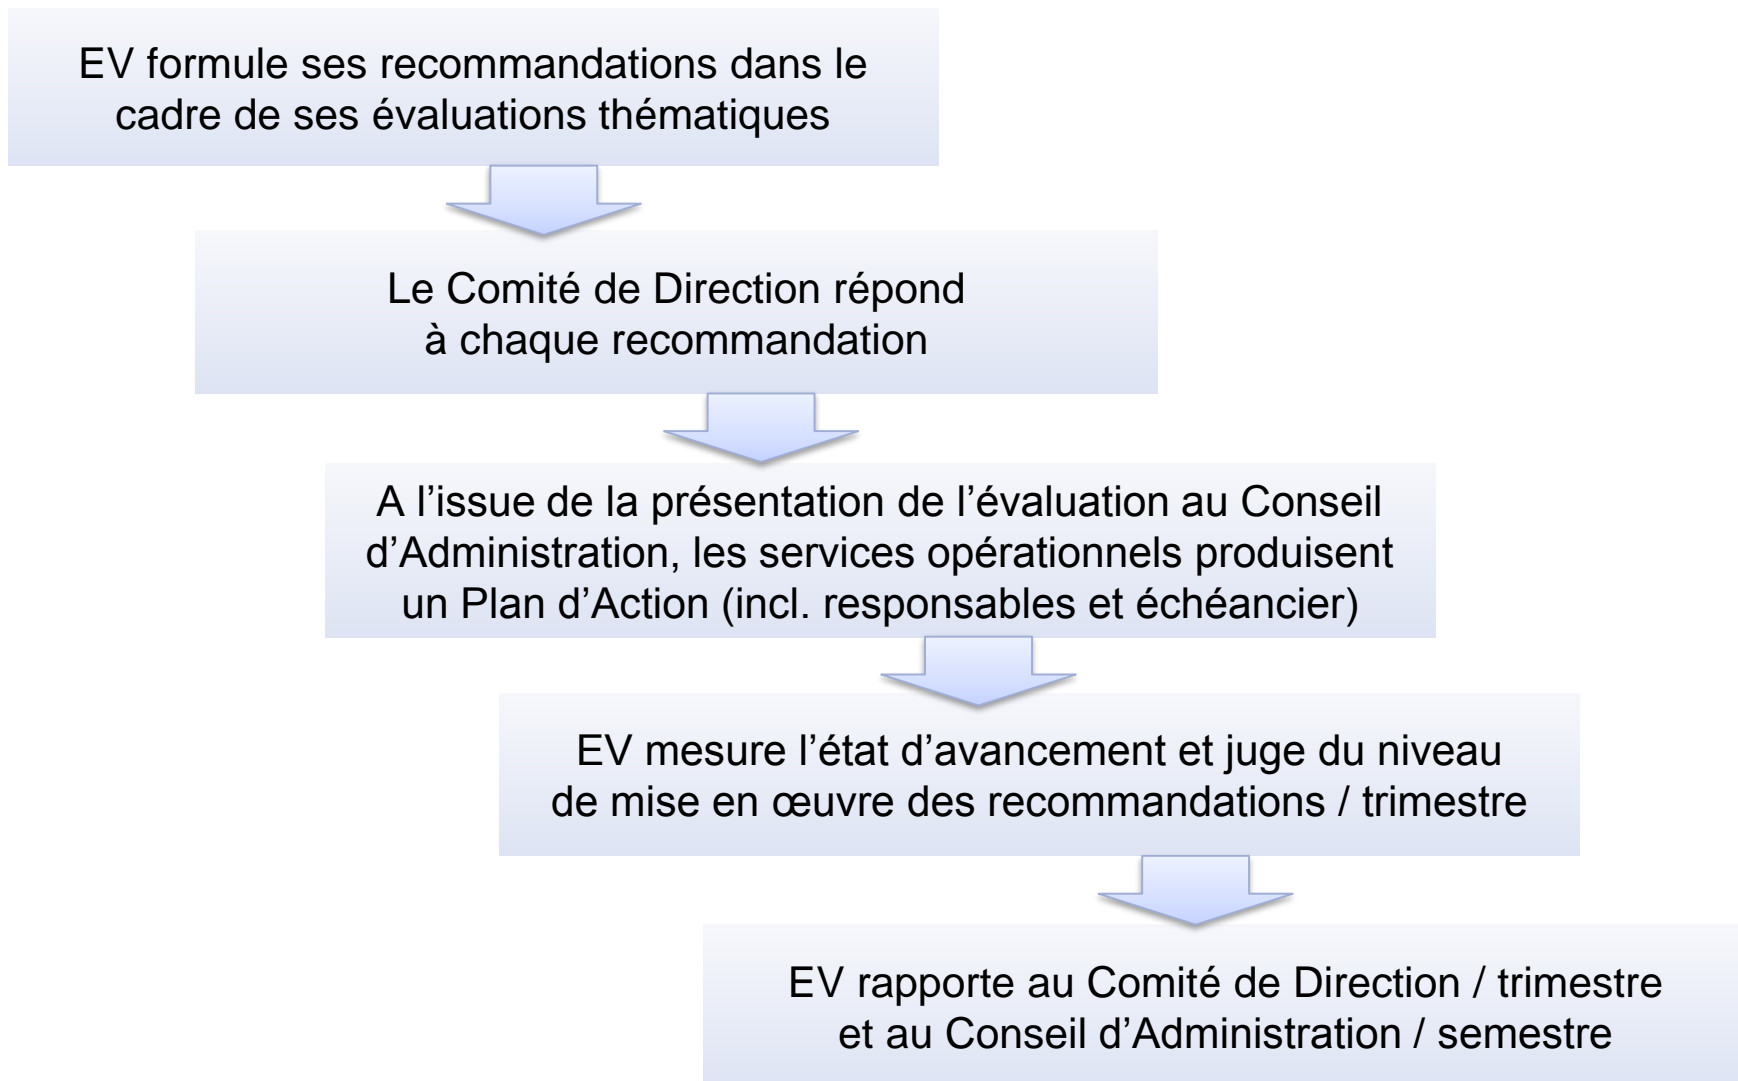 EV formule ses recommandations dans le
cadre de ses évaluations thématiques
Le Comité de Direction répond
à chaque recommandation
A l’issue de la présentation de l’évaluation au Conseil
d’Administration, les services opérationnels produisent
un Plan d’Action (incl. responsables et échéancier)
EV mesure l’état d’avancement et juge du niveau
de mise en œuvre des recommandations / trimestre
EV rapporte au Comité de Direction / trimestre
et au Conseil d’Administration / semestre